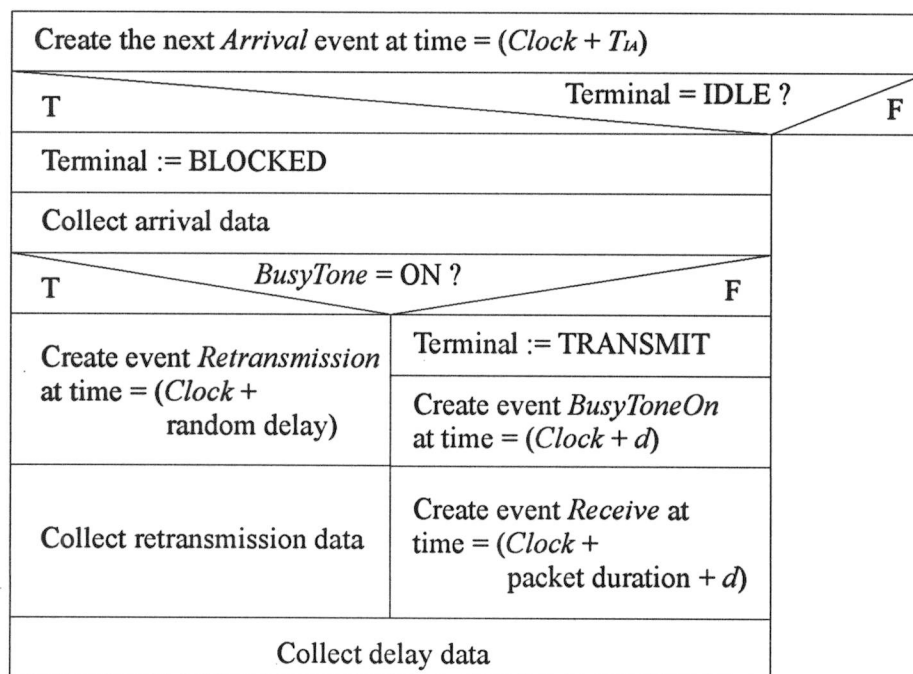 Create the next Arrival event at time = (Clock + TIA)
Terminal = IDLE ?
T
F
Terminal := BLOCKED
Collect arrival data
BusyTone = ON ?
T
F
Create event Retransmission
at time = (Clock +
random delay)
Terminal := TRANSMIT
Create event BusyToneOn
at time = (Clock + d)
Collect retransmission data
Create event Receive at
time = (Clock +
packet duration + d)
Collect delay data